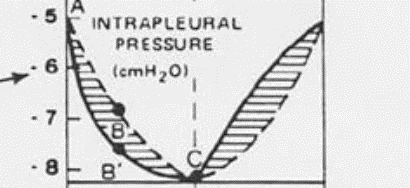 A
-5
INTRAPLEURAL
PRESSURE
-6
(cmH₂O)
-7
B
C
-8
B'